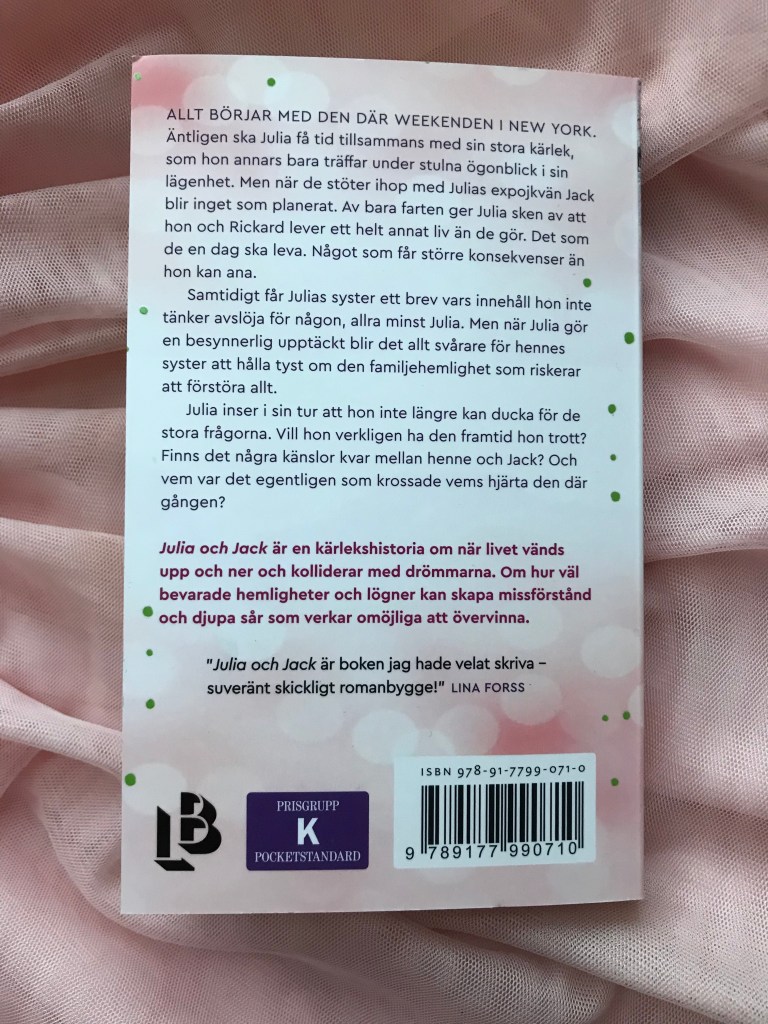 ALLT BÖRJAR MED DEN DÄR WEEKENDEN I NEW YORK.
Äntligen ska Julia få tid tillsammans med sin stora kärlek,
som hon annars bara träffar under stulna ögonblick i sin
lägenhet. Men när de stöter ihop med Julias expojkvän Jack
blir inget som planerat. Av bara farten ger Julia sken av att
hon och Rickard lever ett helt annat liv än de gör. Det som
de en dag ska leva. Något som får större konsekvenser än
hon kan ana.
Samtidigt får Julias syster ett brev vars innehåll hon inte
tänker avslöja för någon, allra minst Julia. Men när Julia gör
en besynnerlig upptäckt blir det allt svårare för hennes
syster att hålla tyst om den familjehemlighet som riskerar
att förstöra allt.
Julia inser i sin tur att hon inte längre kan ducka för de
stora frågorna. Vill hon verkligen ha den framtid hon trott?
Finns det några känslor kvar mellan henne och Jack? Och
vem var det egentligen som krossade vems hjärta den där
gången?
Julia och Jack är en kärlekshistoria om när livet vänds
upp och ner och kolliderar med drömmarna. Om hur väl
bevarade hemligheter och lögner kan skapa missförstånd
och djupa sår som verkar omöjliga att övervinna.
"Julia och Jack är boken jag hade velat skriva –
suveränt skickligt romanbygge!" LINA FORSS
ISBN 978-91-7799-071-0
LB
PRISGRUPP
K
POCKETSTANDARD
9 789177 990710